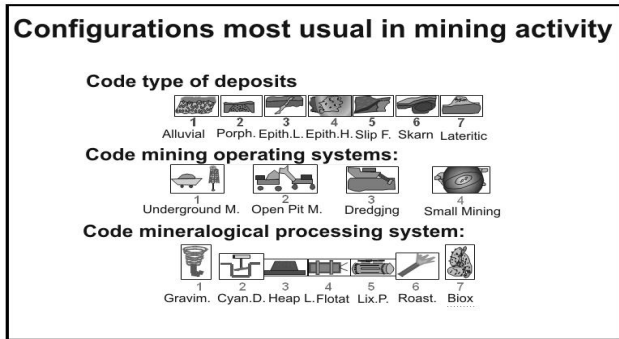 Configurations most usual in mining activity
Code type of deposits
1 2 3 4 5 6 7
Alluvial Porph. Epith.L. Epith.H. Slip F. Skarn Lateritic
Code mining operating systems:
1 2 3 4
Underground M. Open Pit M. Dredgjng Small Mining
Code mineralogical processing system:
1 2 3 4 5 6 7
Gravim. Cyan.D. Heap L. Flotat Lix.P. Roast. Biox